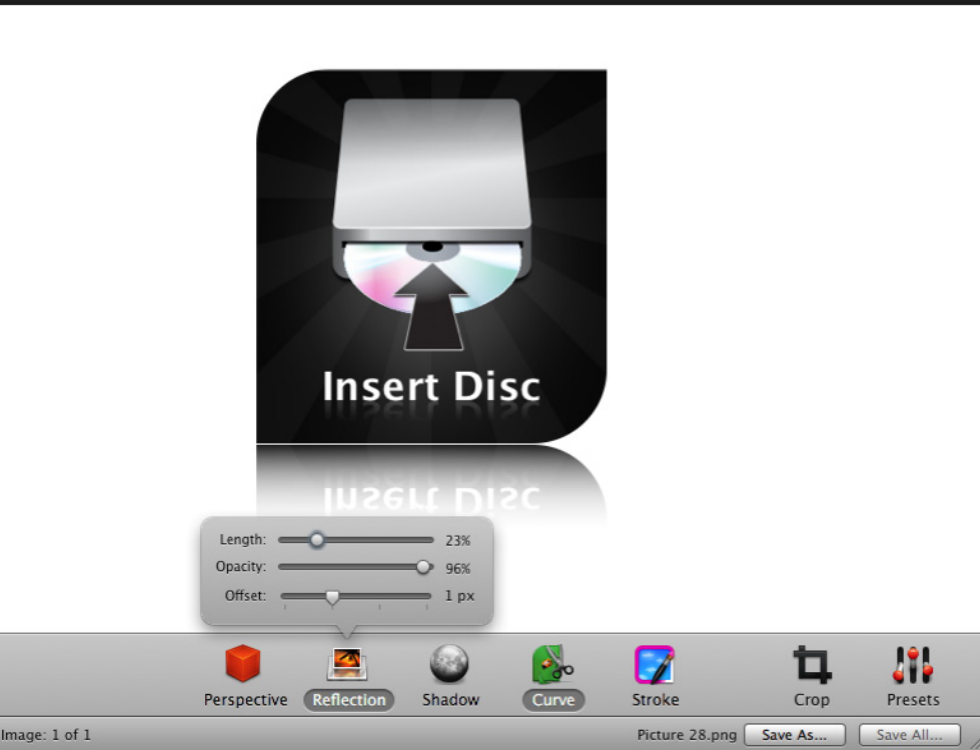 Insert Disc
Insert Disc
Length: 23%
Opacity: 96%
Offset: 1 px
Perspective Reflection Shadow Curve Stroke Crop Presets
Image: 1 of 1 Picture 28.png Save As... Save All...